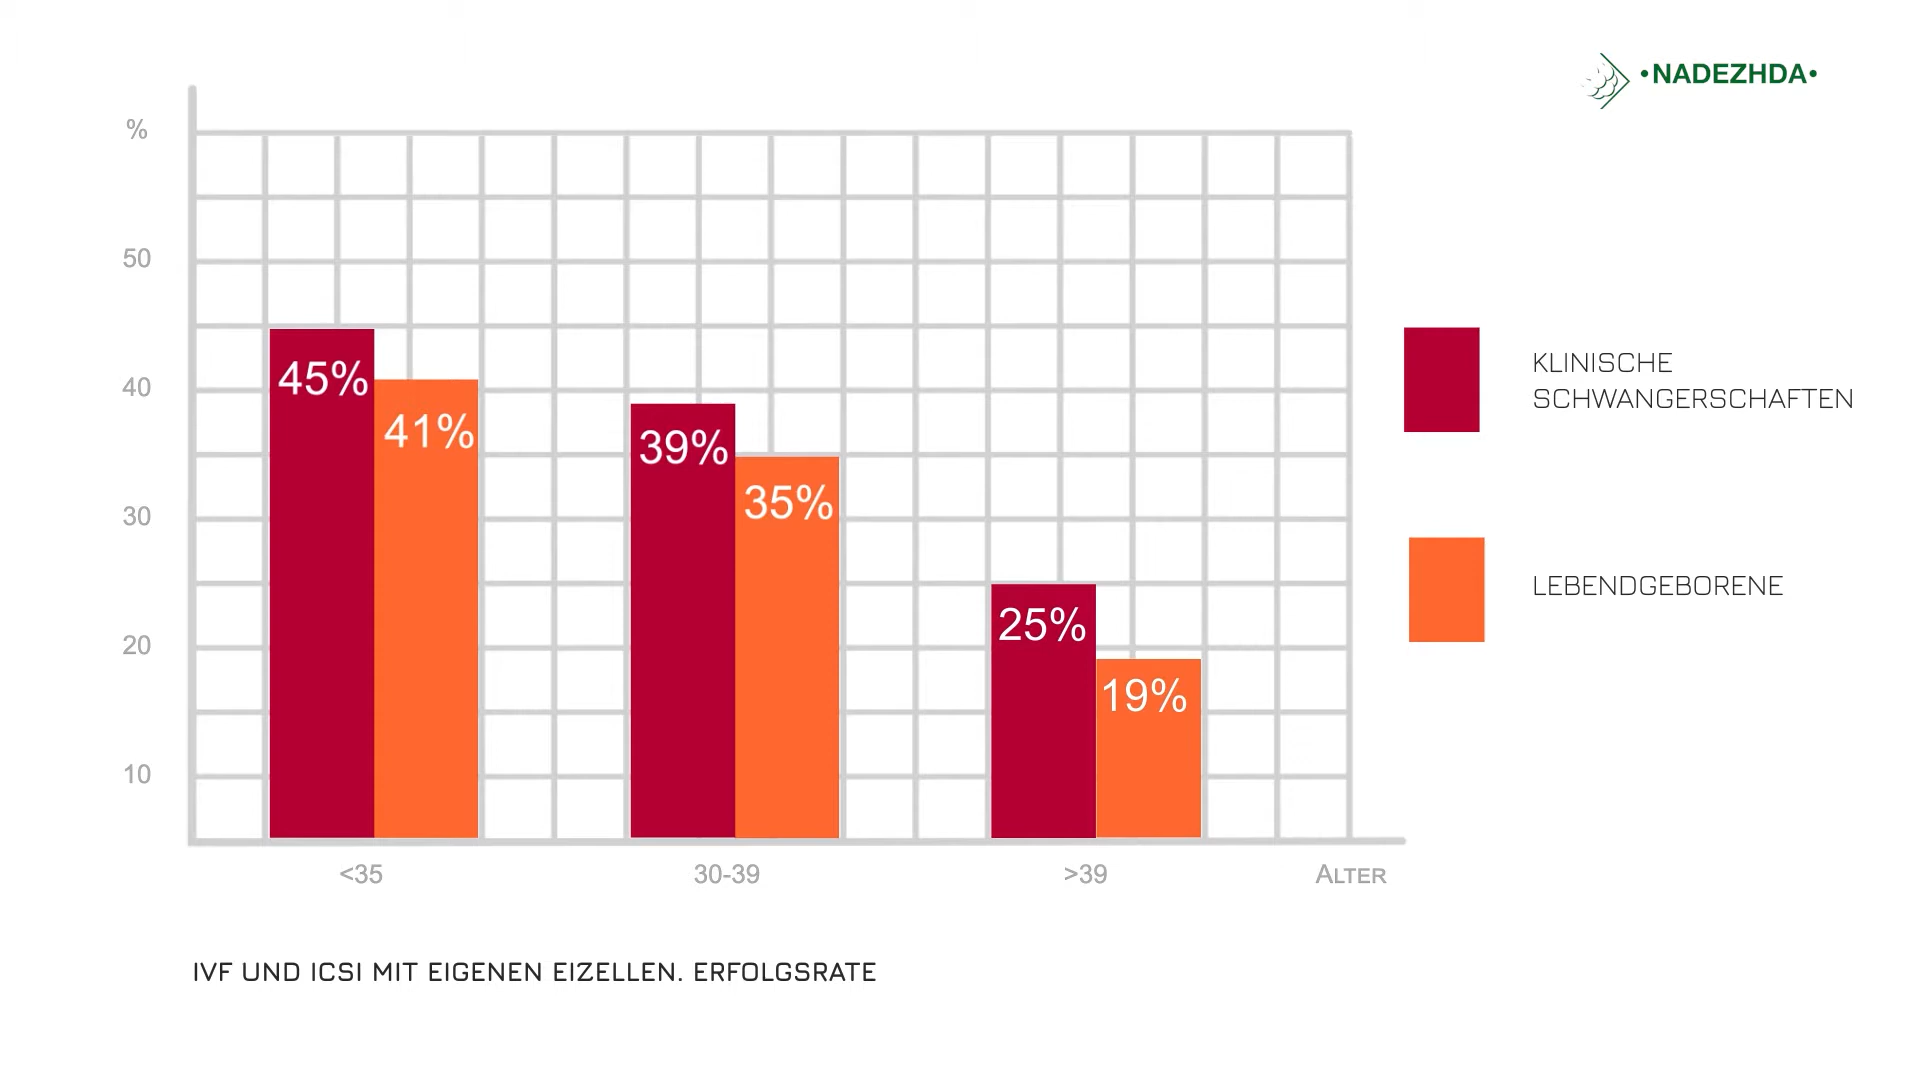 •NADEZHDA•
%
50
40
30
20
10
45%
41%
39%
35%
25%
19%
<35
30-39
>39
ALTER
KLINISCHE
SCHWANGERSCHAFTEN
LEBENDGEBORENE
IVF UND ICSI MIT EIGENEN EIZELLEN. ERFOLGSRATE